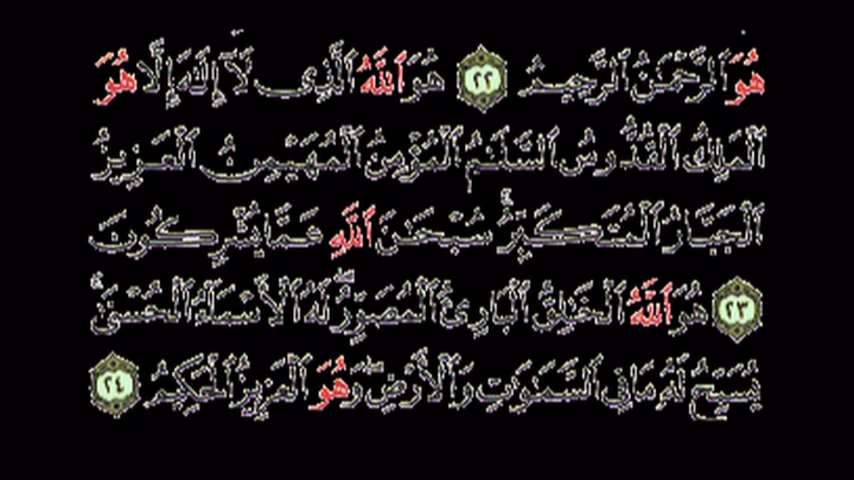 هُوَ ٱلرَّحْمَٰنُ ٱلرَّحِيمُ ٢٢ هُوَ ٱللَّهُ ٱلَّذِى لَآ إِلَٰهَ إِلَّا هُوَ
ٱلْمَلِكُ ٱلْقُدُّوسُ ٱلسَّلَٰمُ ٱلْمُؤْمِنُ ٱلْمُهَيْمِنُ ٱلْعَزِيزُ
ٱلْجَبَّارُ ٱلْمُتَكَبِّرُ ۚ سُبْحَٰنَ ٱللَّهِ عَمَّا يُشْرِكُونَ
٢٣ هُوَ ٱللَّهُ ٱلْخَٰلِقُ ٱلْبَارِئُ ٱلْمُصَوِّرُ ۖ لَهُ ٱلْأَسْمَآءُ ٱلْحُسْنَىٰ ۚ
يُسَبِّحُ لَهُۥ مَا فِى ٱلسَّمَٰوَٰتِ وَٱلْأَرْضِ ۖ وَهُوَ ٱلْعَزِيزُ ٱلْحَكِيمُ ٢٤